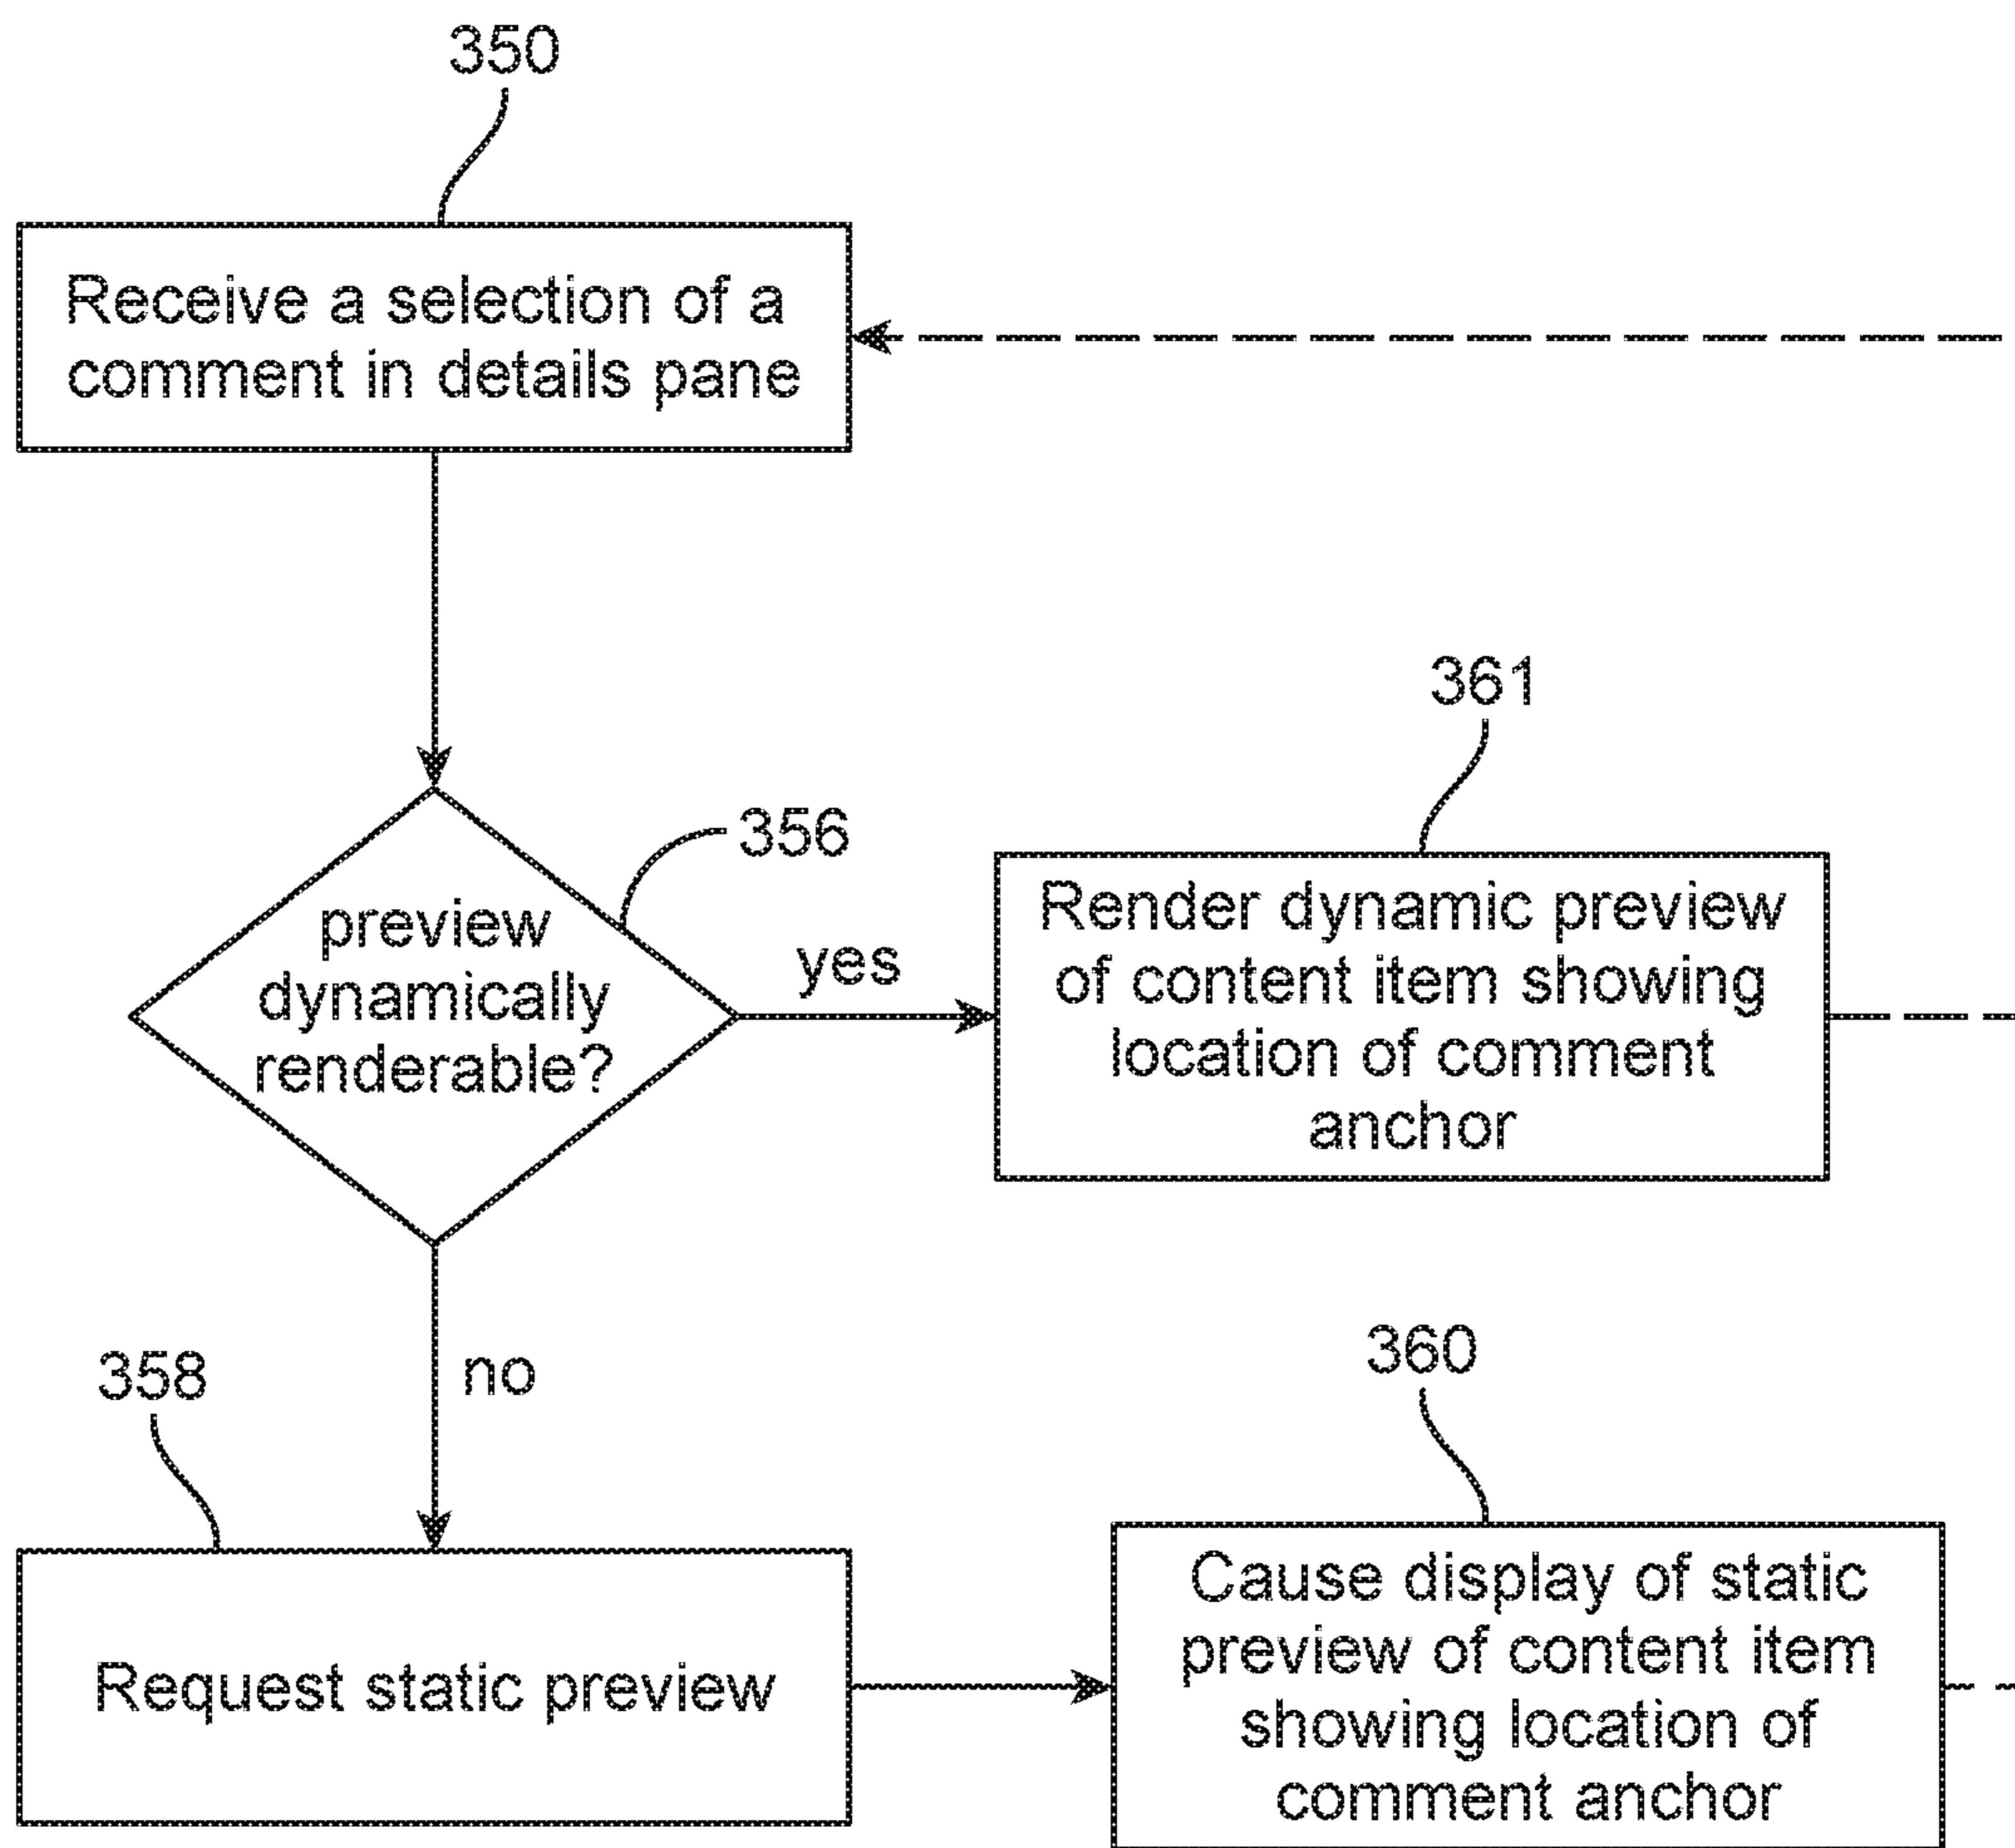 350
Receive a selection of a
comment in details pane
361
356
preview
dynamically
renderable?
yes
Render dynamic preview
of content item showing
location of comment
anchor
358
no
360
Request static preview
Cause display of static
preview of content item
showing location of
comment anchor